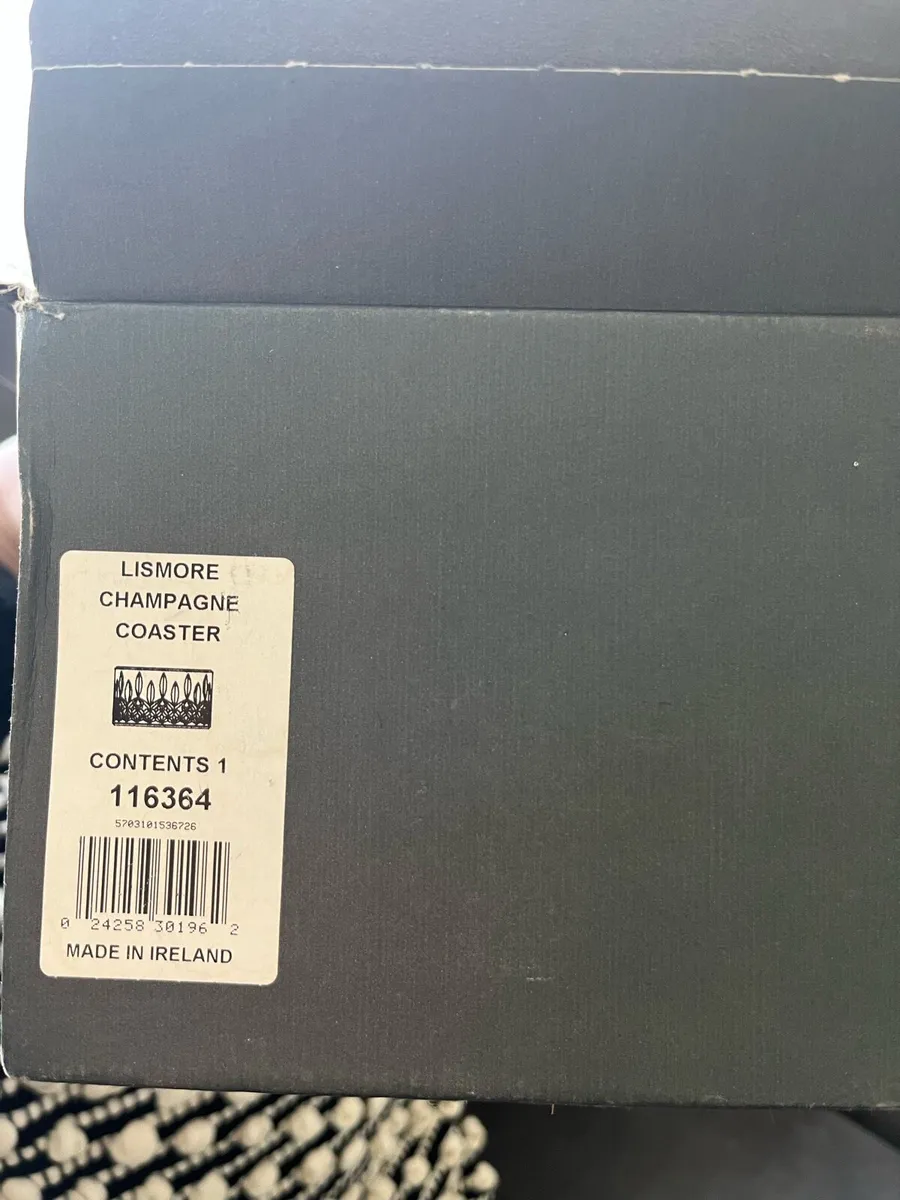 LISMORE
CHAMPAGNE
COASTER
CONTENTS 1
116364
5703101536726
0 24258 30196 2
MADE IN IRELAND